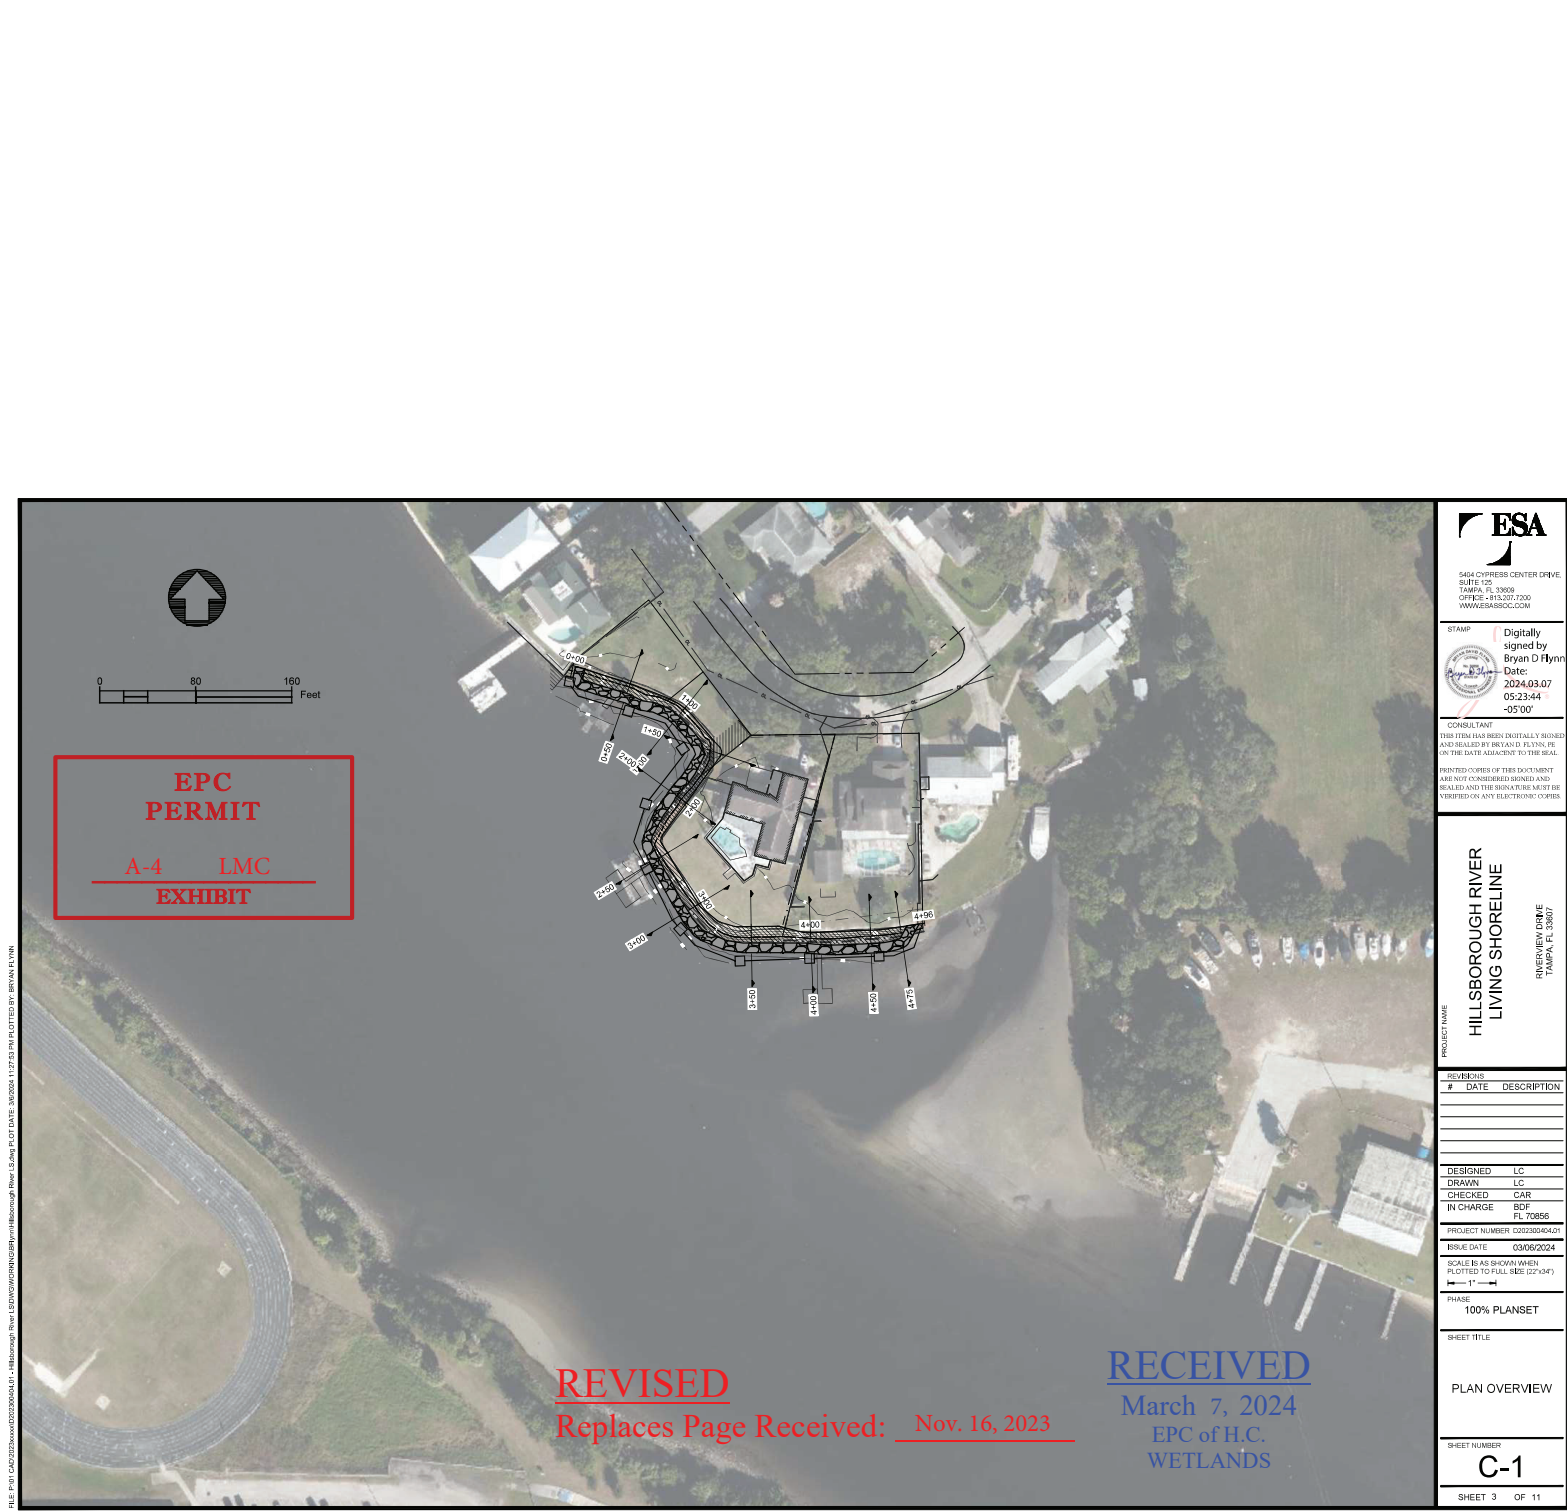 0
80
160
Feet
EPC
PERMIT
A-4 LMC
EXHIBIT
0+00
1+00
0+50
1+50
2+00
2+00
2+50
3+00
3+00
4+00
4+96
3+50
4+00
4+50
4+75
REVISED
Replaces Page Received: Nov. 16, 2023
RECEIVED
March 7, 2024
EPC of H.C.
WETLANDS
ESA
5404 CYPRESS CENTER DRIVE,
SUITE 125
TAMPA, FL 33609
OFFICE - 813.207.7200
WWW.ESASSOC.COM
STAMP
Digitally
signed by
Bryan D Flynn
Date:
2024.03.07
05:23:44
-05'00'
CONSULTANT
THIS ITEM HAS BEEN DIGITALLY SIGNED
AND SEALED BY BRYAN D. FLYNN, PE
ON THE DATE ADJACENT TO THE SEAL.
PRINTED COPIES OF THIS DOCUMENT
ARE NOT CONSIDERED SIGNED AND
SEALED AND THE SIGNATURE MUST BE
VERIFIED ON ANY ELECTRONIC COPIES.
PROJECT NAME
HILLSBOROUGH RIVER
LIVING SHORELINE
RIVERVIEW DRIVE
TAMPA, FL 33607
REVISIONS
# DATE DESCRIPTION
DESIGNED LC
DRAWN LC
CHECKED CAR
IN CHARGE BDF
FL 70856
PROJECT NUMBER D202300404.01
ISSUE DATE 03/06/2024
SCALE IS AS SHOWN WHEN
PLOTTED TO FULL SIZE (22"x34")
1"
PHASE
100% PLANSET
SHEET TITLE
PLAN OVERVIEW
SHEET NUMBER
C-1
SHEET 3 OF 11